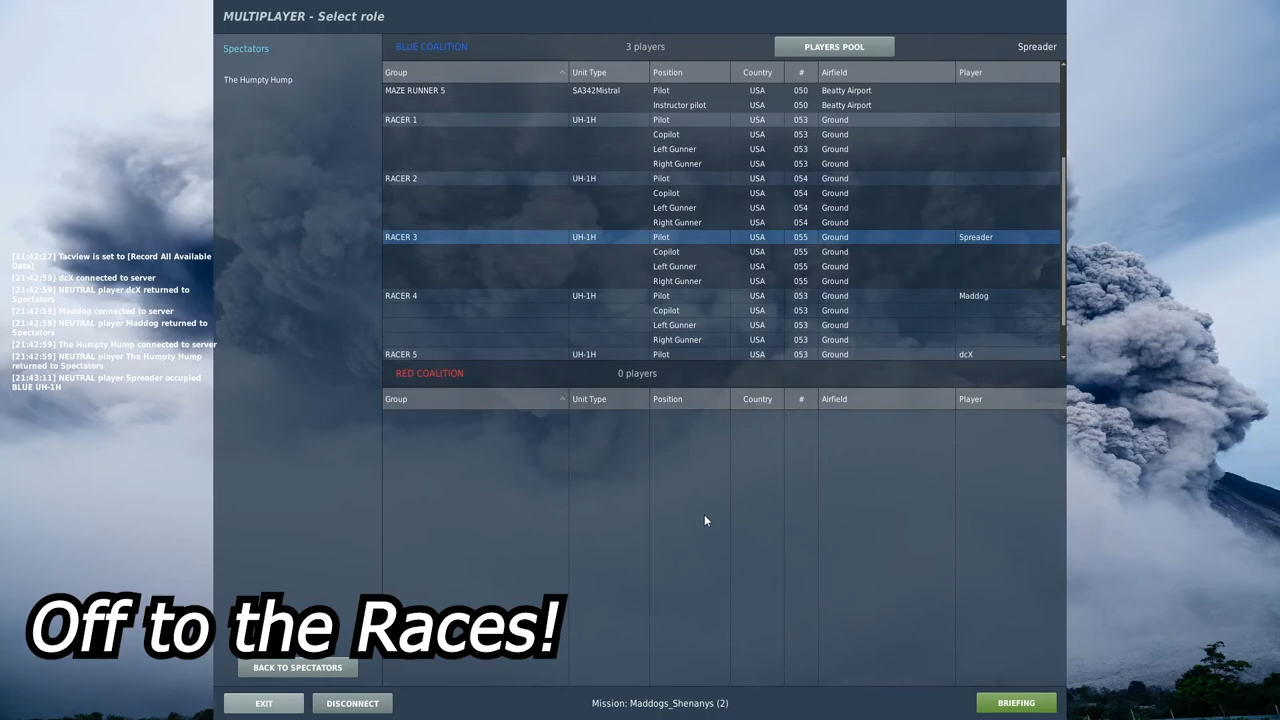 MULTIPLAYER - Select role
Spectators
The Humpty Hump
BLUE COALITION 3 players PLAYERS POOL Spreader
Group Unit Type Position Country # Airfield Player
MAZE RUNNER 5 SA342Mistral Pilot USA 050 Beatty Airport
Instructor pilot USA 050 Beatty Airport
RACER 1 UH-1H Pilot USA 053 Ground
Copilot USA 053 Ground
Left Gunner USA 053 Ground
Right Gunner USA 053 Ground
RACER 2 UH-1H Pilot USA 054 Ground
Copilot USA 054 Ground
Left Gunner USA 054 Ground
Right Gunner USA 054 Ground
RACER 3 UH-1H Pilot USA 055 Ground Spreader
Copilot USA 055 Ground
Left Gunner USA 055 Ground
Right Gunner USA 055 Ground
RACER 4 UH-1H Pilot USA 053 Ground Maddog
Copilot USA 053 Ground
Left Gunner USA 053 Ground
Right Gunner USA 053 Ground
RACER 5 UH-1H Pilot USA 053 Ground dcX
RED COALITION 0 players
Group Unit Type Position Country # Airfield Player
[21:42:27] Tacview is set to [Record All Available
Data]
[21:42:59] dcX connected to server
[21:42:59] NEUTRAL player dcX returned to
Spectators
[21:42:59] Maddog connected to server
[21:42:59] NEUTRAL player Maddog returned to
Spectators
[21:42:59] The Humpty Hump connected to server
[21:42:59] NEUTRAL player The Humpty Hump
returned to Spectators
[21:43:11] NEUTRAL player Spreader occupied
BLUE UH-1H
Off to the Races!
BACK TO SPECTATORS
EXIT DISCONNECT Mission: Maddogs_Shenanys (2) BRIEFING